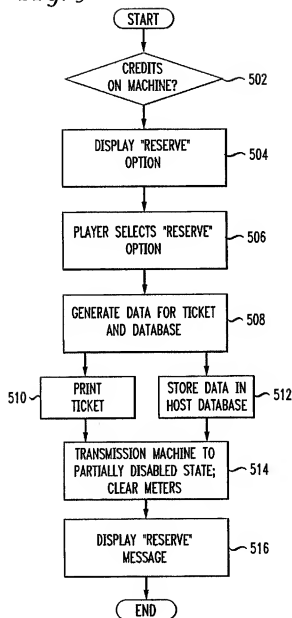 START
CREDITS
ON MACHINE?
502
DISPLAY "RESERVE"
OPTION
504
PLAYER SELECTS "RESERVE"
OPTION
506
GENERATE DATA FOR TICKET
AND DATABASE
508
510
PRINT
TICKET
STORE DATA IN
HOST DATABASE
512
TRANSMISSION MACHINE TO
PARTIALLY DISABLED STATE;
CLEAR METERS
514
DISPLAY "RESERVE"
MESSAGE
516
END